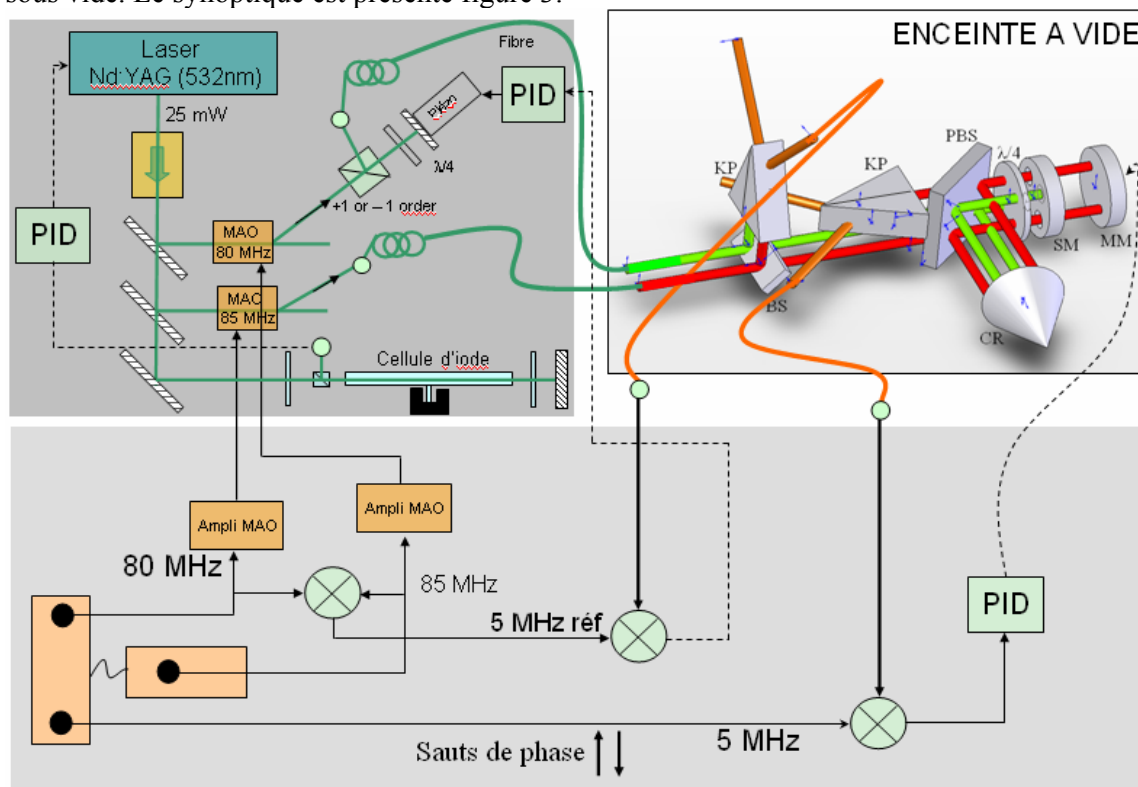 sous vide. Le synoptique est présenté figure 3.
Laser
Nd:YAG (532nm)
25 mW
PID
Fibre
PID
λ/4
+1 or – 1 order
MAO
80 MHz
MAO
85 MHz
Cellule d'iode
ENCEINTE A VIDE
KP
KP
PBS
λ/4
SM
MM
BS
CR
Ampli MAO
Ampli MAO
80 MHz
85 MHz
5 MHz réf
PID
5 MHz
Sauts de phase